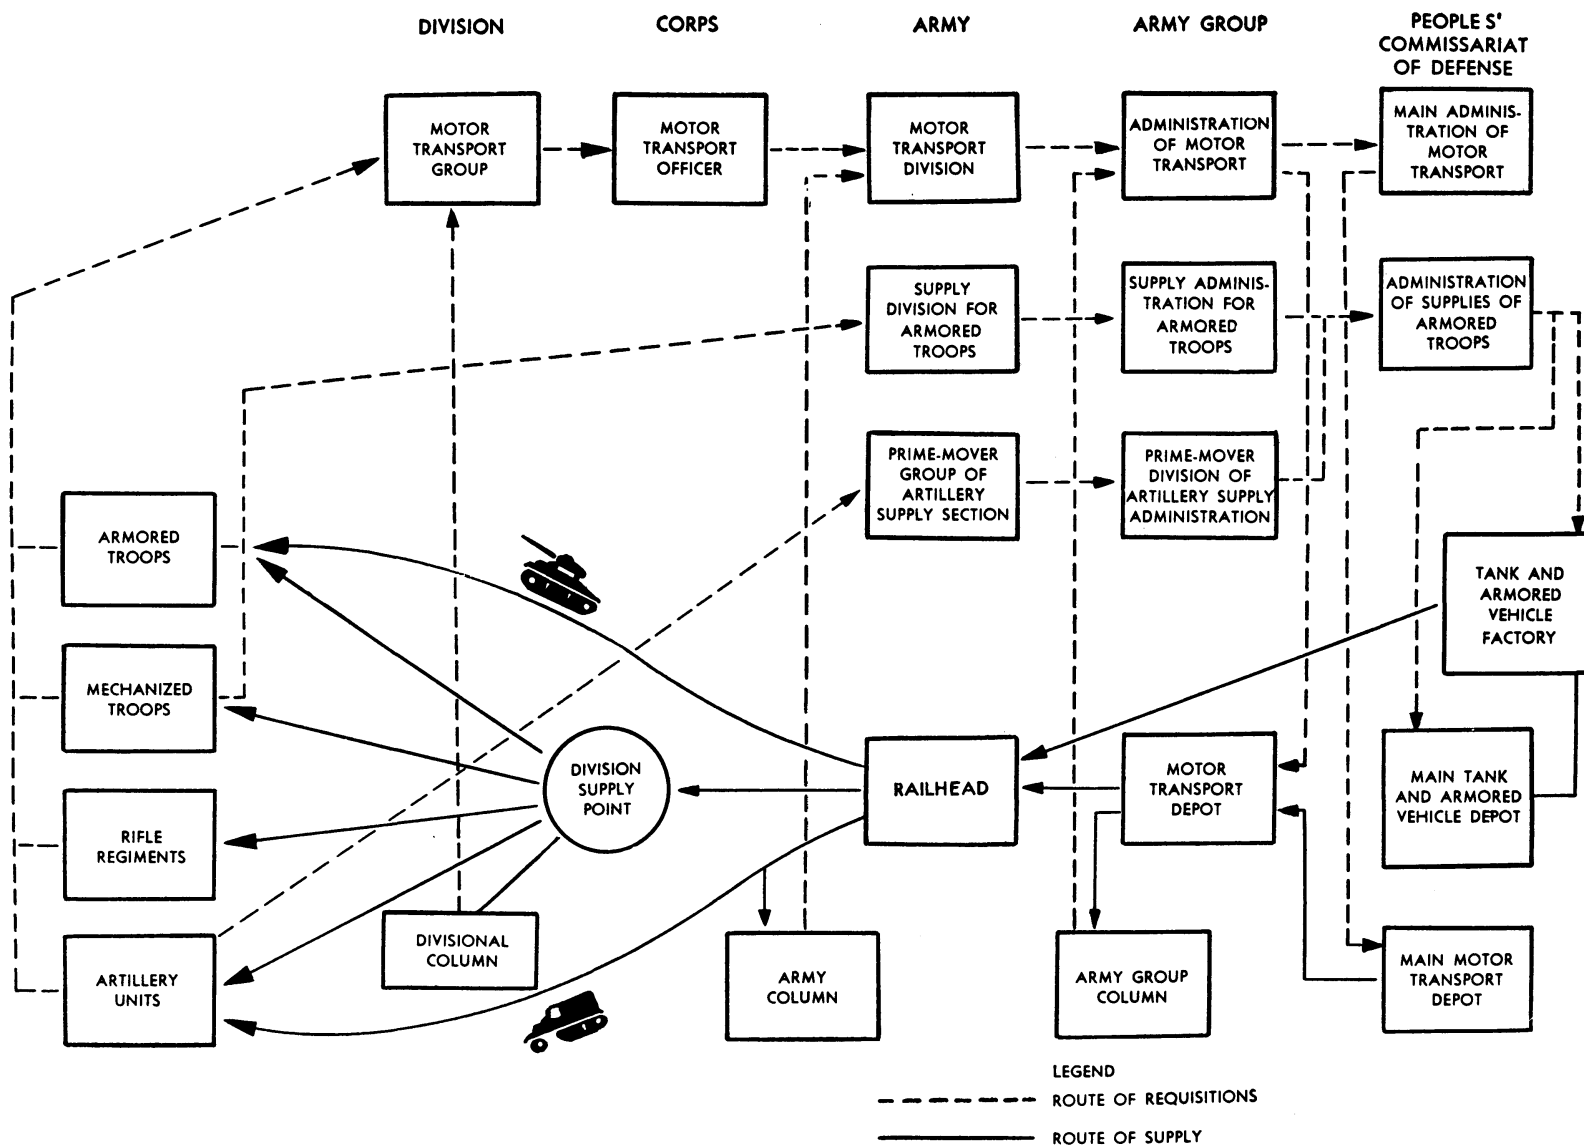 DIVISION
CORPS
ARMY
ARMY GROUP
PEOPLES'
COMMISSARIAT
OF DEFENSE
MOTOR
TRANSPORT
GROUP
MOTOR
TRANSPORT
OFFICER
MOTOR
TRANSPORT
DIVISION
ADMINISTRATION
OF MOTOR
TRANSPORT
MAIN ADMINIS-
TRATION OF
MOTOR
TRANSPORT
SUPPLY
DIVISION FOR
ARMORED
TROOPS
SUPPLY ADMINIS-
TRATION FOR
ARMORED
TROOPS
ADMINISTRATION
OF SUPPLIES OF
ARMORED
TROOPS
PRIME-MOVER
GROUP OF
ARTILLERY
SUPPLY SECTION
PRIME-MOVER
DIVISION OF
ARTILLERY SUPPLY
ADMINISTRATION
ARMORED
TROOPS
TANK AND
ARMORED
VEHICLE
FACTORY
MECHANIZED
TROOPS
DIVISION
SUPPLY
POINT
RAILHEAD
MOTOR
TRANSPORT
DEPOT
MAIN TANK
AND ARMORED
VEHICLE DEPOT
RIFLE
REGIMENTS
ARTILLERY
UNITS
DIVISIONAL
COLUMN
ARMY
COLUMN
ARMY GROUP
COLUMN
MAIN MOTOR
TRANSPORT
DEPOT
LEGEND
ROUTE OF REQUISITIONS
ROUTE OF SUPPLY